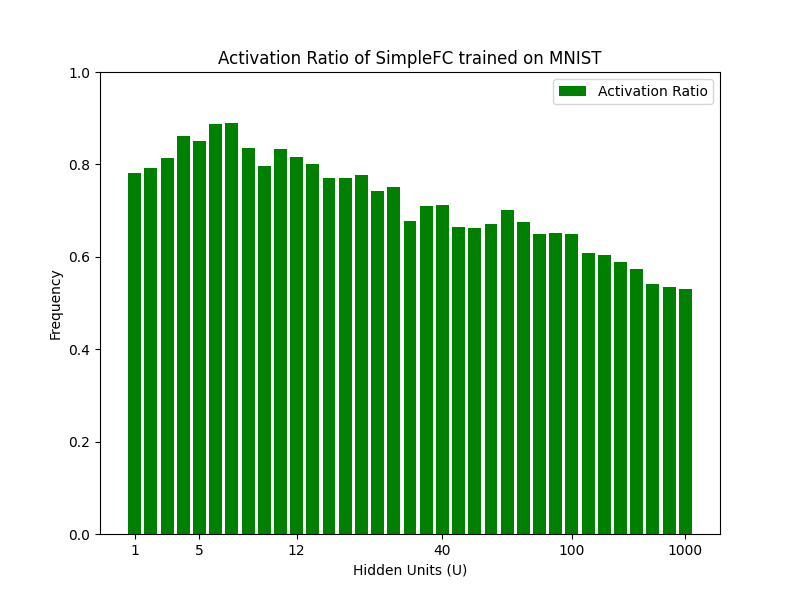 Activation Ratio of SimpleFC trained on MNIST
Activation Ratio
1.0
0.8
0.6
0.4
0.2
0.0
Frequency
1 5 12 40 100 1000
Hidden Units (U)